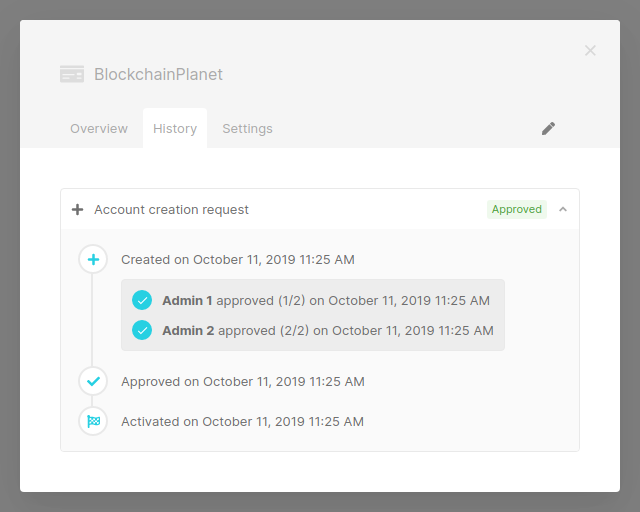 BlockchainPlanet
Overview History Settings
Account creation request Approved
Created on October 11, 2019 11:25 AM
Admin 1 approved (1/2) on October 11, 2019 11:25 AM
Admin 2 approved (2/2) on October 11, 2019 11:25 AM
Approved on October 11, 2019 11:25 AM
Activated on October 11, 2019 11:25 AM